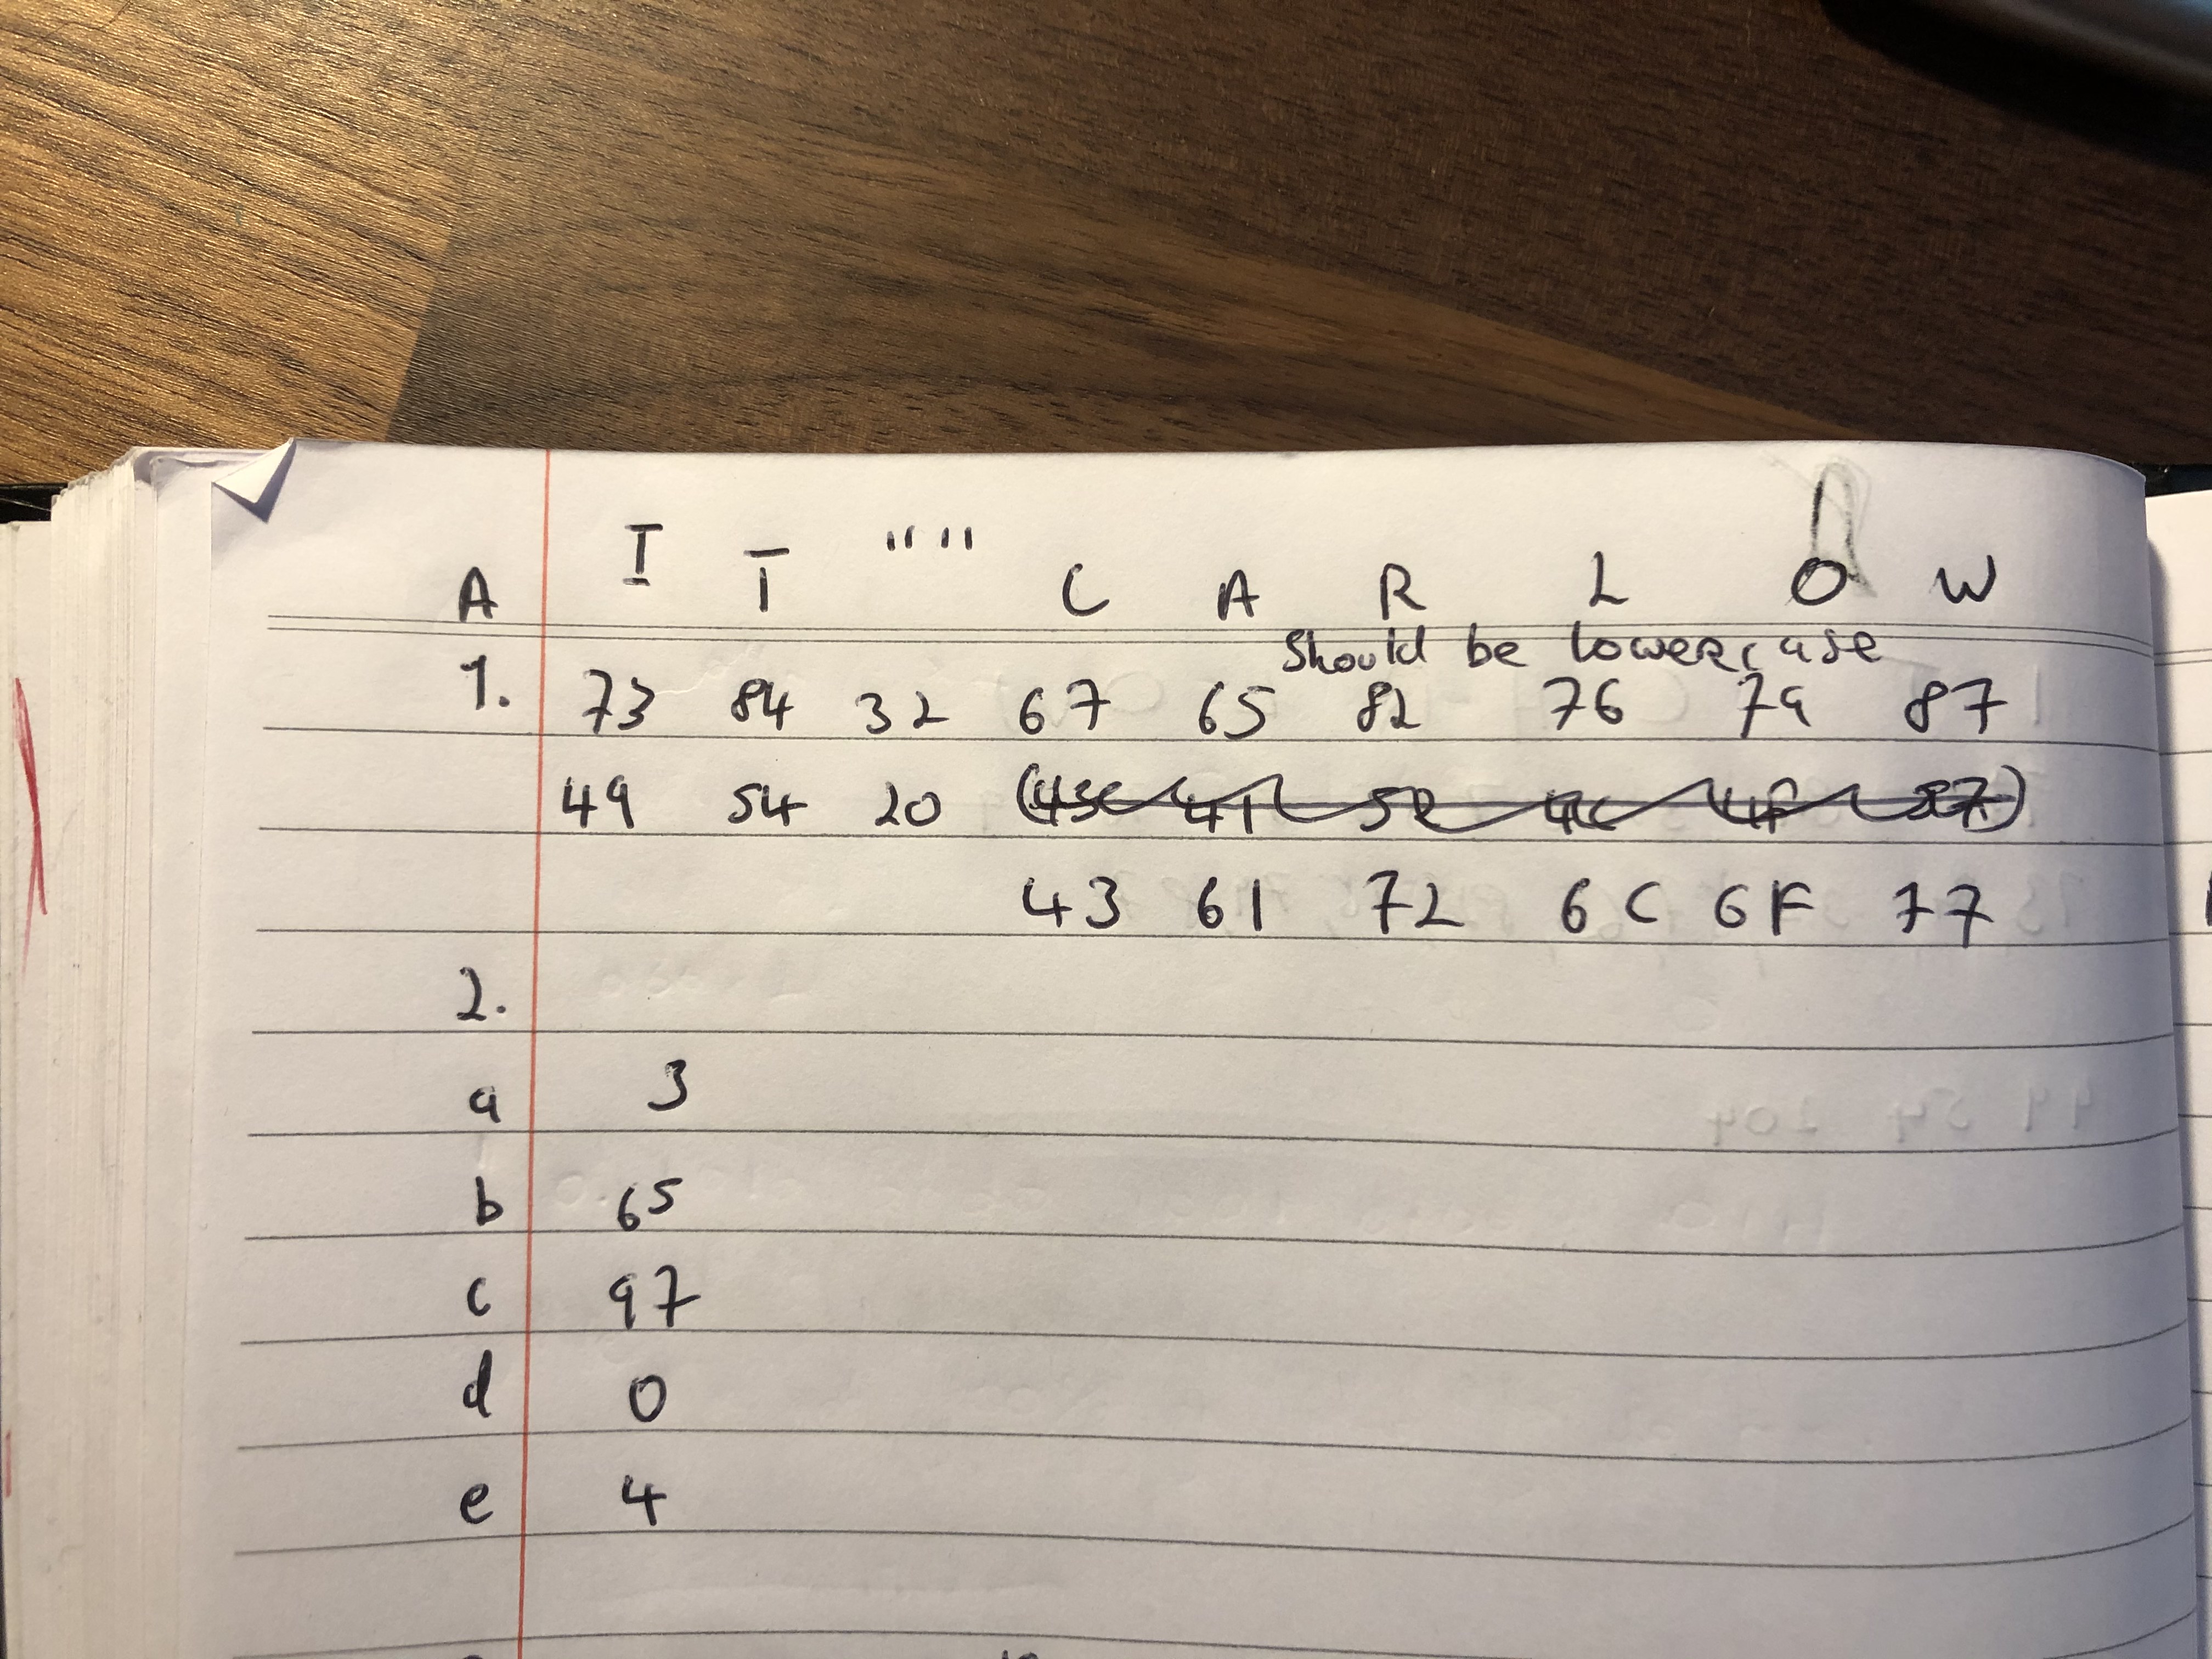 A I T "" C A R L O W
Should be lowercase
1. 73 84 32 67 65 82 76 79 87
49 54 20 (43 41 52 4C 4F 57)
43 61 72 6C 6F 77
2.
a 3
b 65
c 97
d 0
e 4